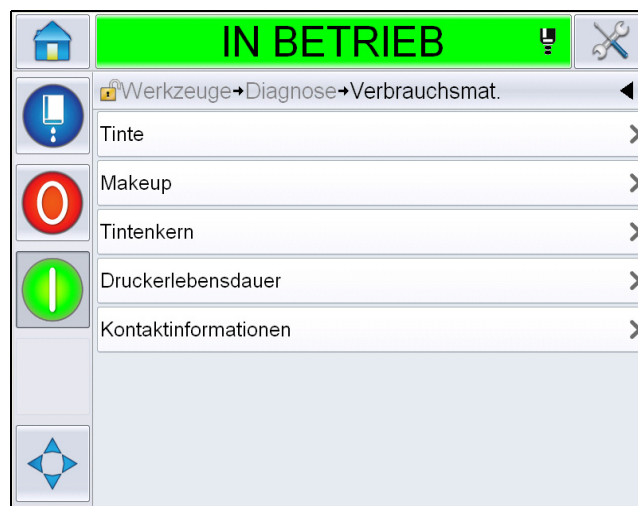 IN BETRIEB
Werkzeuge→Diagnose→Verbrauchsmat.
Tinte
Makeup
Tintenkern
Druckerlebensdauer
Kontaktinformationen